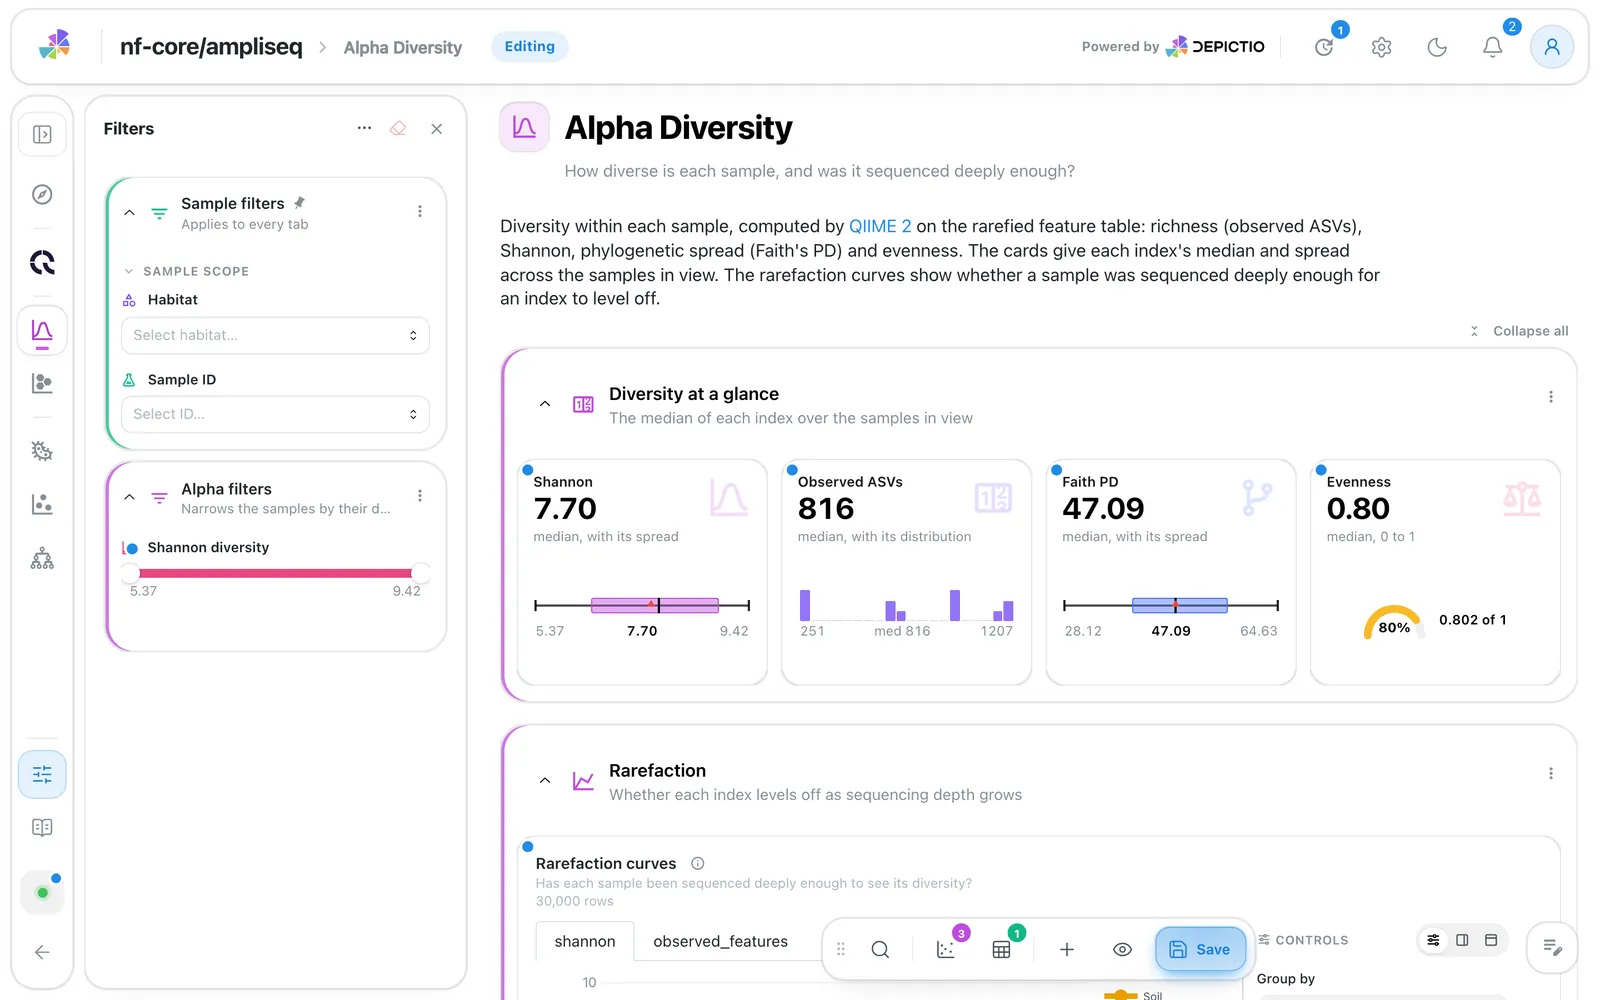 nf-core/ampliseq
Alpha Diversity
Editing
Powered by DEPICTIO
1
2
Filters
Sample filters
Applies to every tab
SAMPLE SCOPE
Habitat
Select habitat...
Sample ID
Select ID...
Alpha filters
Narrows the samples by their d...
Shannon diversity
5.37 9.42
Alpha Diversity
How diverse is each sample, and was it sequenced deeply enough?
Diversity within each sample, computed by QIIME 2 on the rarefied feature table: richness (observed ASVs),
Shannon, phylogenetic spread (Faith's PD) and evenness. The cards give each index's median and spread
across the samples in view. The rarefaction curves show whether a sample was sequenced deeply enough for
an index to level off.
Collapse all
Diversity at a glance
The median of each index over the samples in view
Shannon
7.70
median, with its spread
5.37 7.70 9.42
Observed ASVs
816
median, with its distribution
251 med 816 1207
Faith PD
47.09
median, with its spread
28.12 47.09 64.63
Evenness
0.80
median, 0 to 1
80% 0.802 of 1
Rarefaction
Whether each index levels off as sequencing depth grows
Rarefaction curves
Has each sample been sequenced deeply enough to see its diversity?
30,000 rows
shannon observed_features
3
1
Save
CONTROLS
Group by
10
Soil